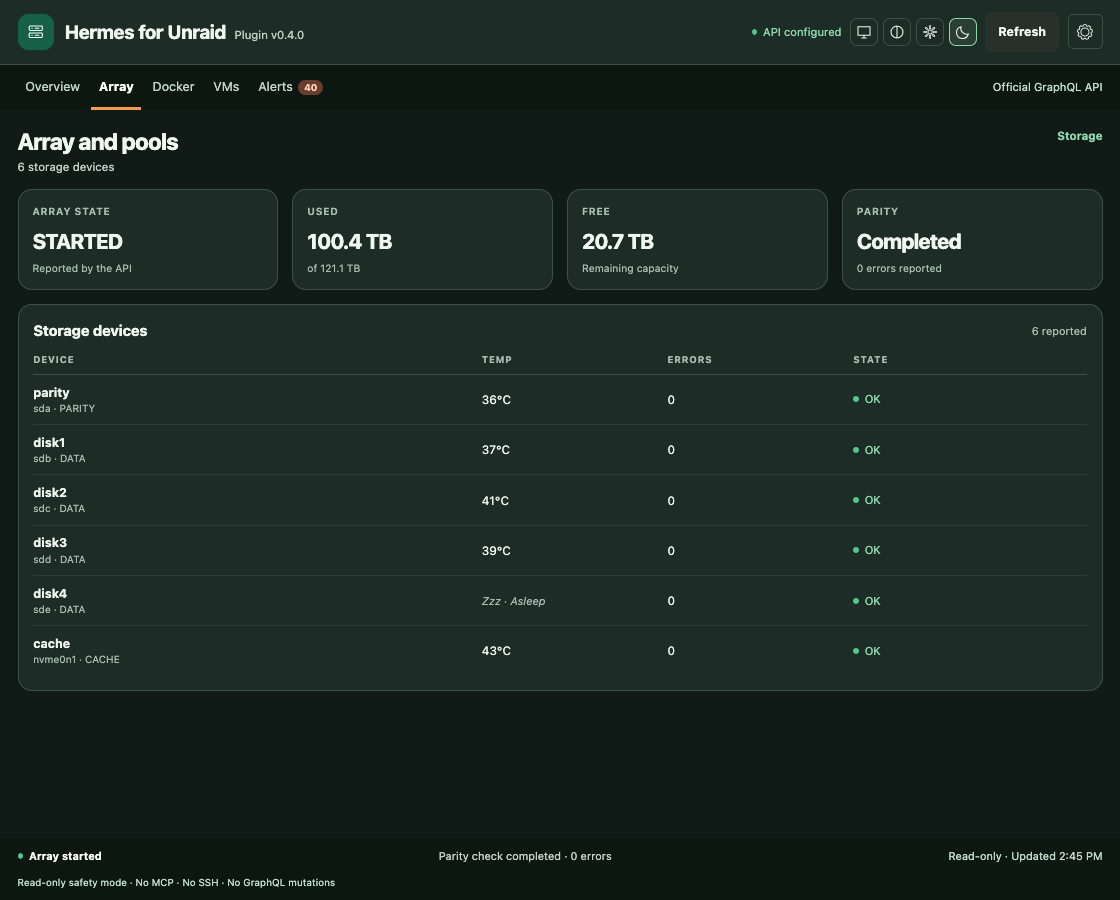 Hermes for Unraid Plugin v0.4.0
API configured
Refresh
Overview Array Docker VMs Alerts 40
Official GraphQL API
Array and pools
Storage
6 storage devices
ARRAY STATE
STARTED
Reported by the API
USED
100.4 TB
of 121.1 TB
FREE
20.7 TB
Remaining capacity
PARITY
Completed
0 errors reported
Storage devices
6 reported
DEVICE TEMP ERRORS STATE
parity
sda · PARITY
36°C 0 OK
disk1
sdb · DATA
37°C 0 OK
disk2
sdc · DATA
41°C 0 OK
disk3
sdd · DATA
39°C 0 OK
disk4
sde · DATA
Zzz · Asleep 0 OK
cache
nvme0n1 · CACHE
43°C 0 OK
Array started
Parity check completed · 0 errors
Read-only · Updated 2:45 PM
Read-only safety mode · No MCP · No SSH · No GraphQL mutations